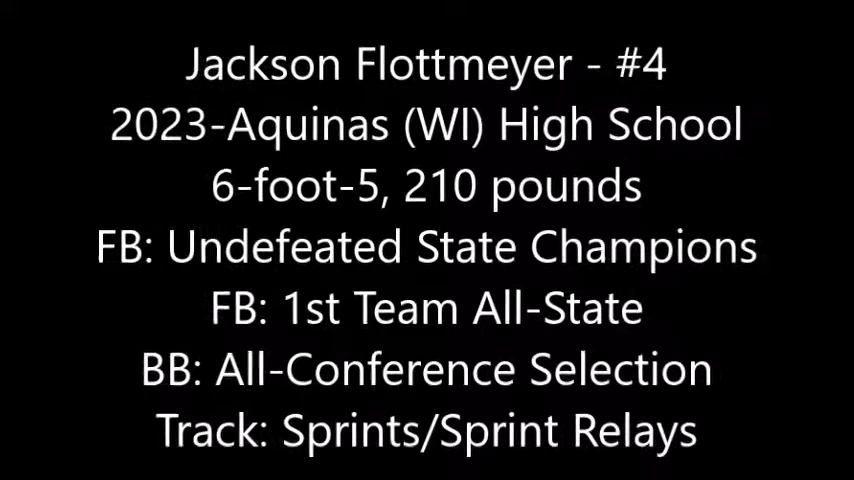 Jackson Flottmeyer - #4
2023-Aquinas (WI) High School
6-foot-5, 210 pounds
FB: Undefeated State Champions
FB: 1st Team All-State
BB: All-Conference Selection
Track: Sprints/Sprint Relays